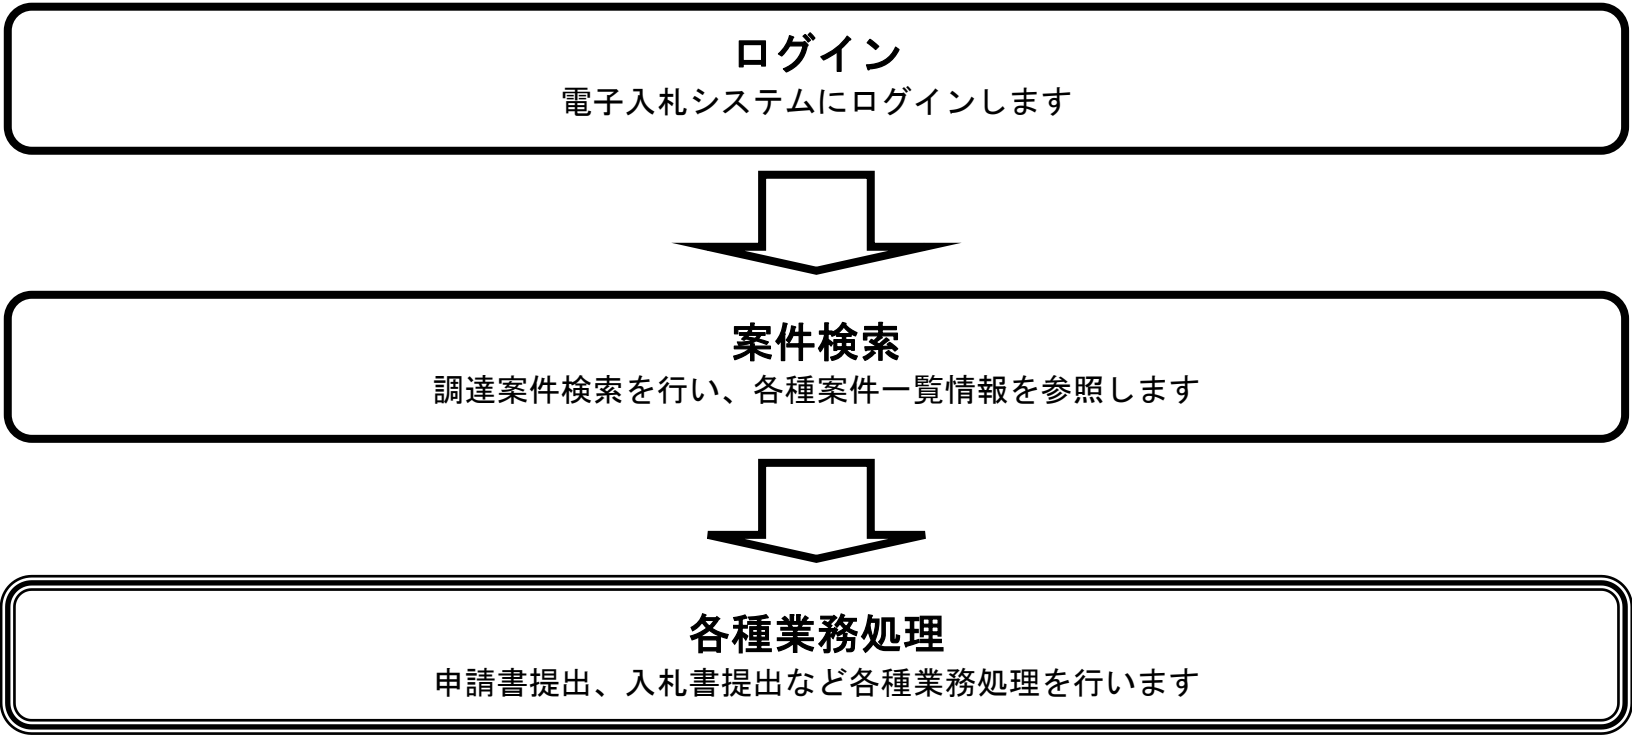 ログイン
電子入札システムにログインします
案件検索
調達案件検索を行い、各種案件一覧情報を参照します
各種業務処理
申請書提出、入札書提出など各種業務処理を行います